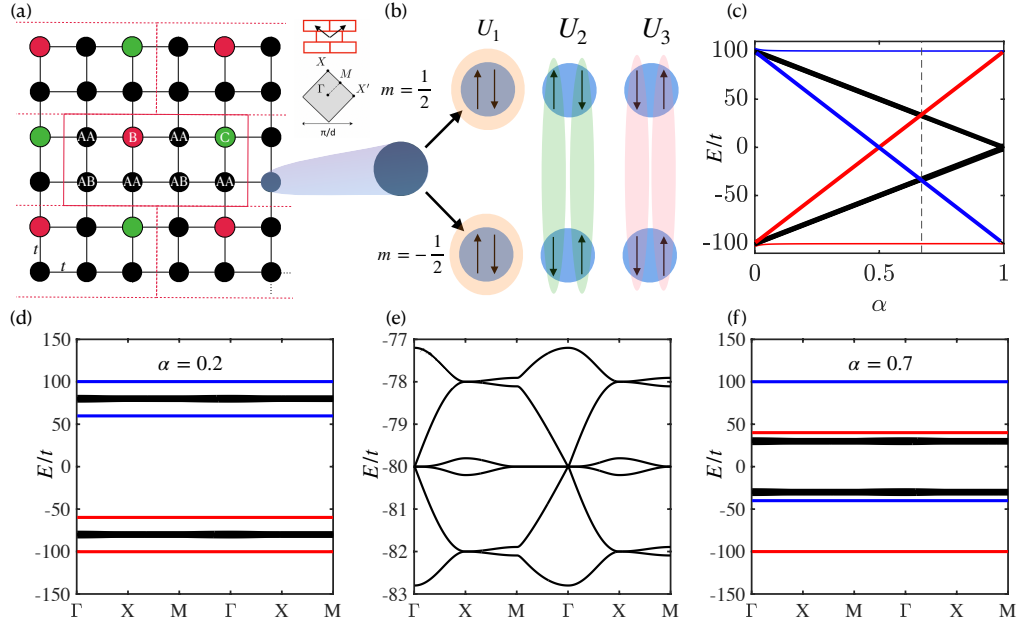 (a)
AA B AA C
AB AA AB AA
t
t
X
M
Γ X′
π/d
(b)
U1 U2 U3
m = 1/2
m = − 1/2
(c)
100
50
0
-50
-100
E/t
0 0.5 1
α
(d)
150
100
50
0
-50
-100
-150
E/t
α = 0.2
Γ X M Γ X M
(e)
-77
-78
-79
-80
-81
-82
-83
E/t
Γ X M Γ X M
(f)
150
100
50
0
-50
-100
-150
E/t
α = 0.7
Γ X M Γ X M